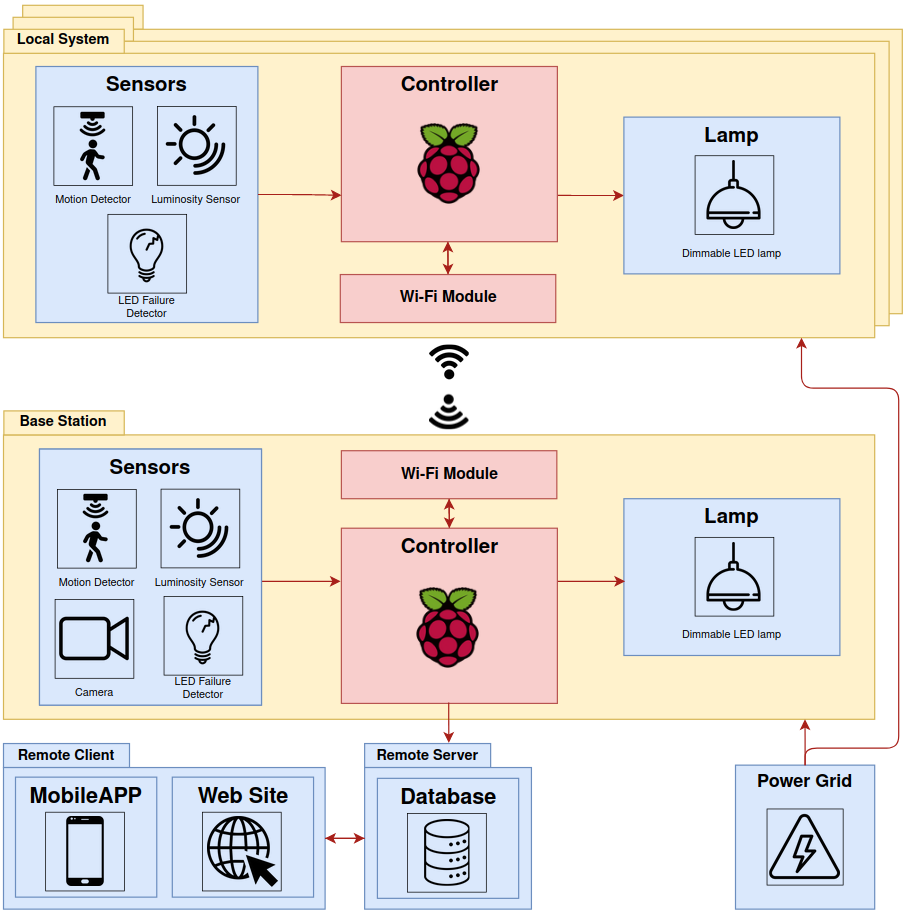 Local System
Sensors
Motion Detector
Luminosity Sensor
LED Failure
Detector
Controller
Wi-Fi Module
Lamp
Dimmable LED lamp
Base Station
Sensors
Motion Detector
Luminosity Sensor
Camera
LED Failure
Detector
Wi-Fi Module
Controller
Lamp
Dimmable LED lamp
Remote Client
MobileAPP
Web Site
Remote Server
Database
Power Grid